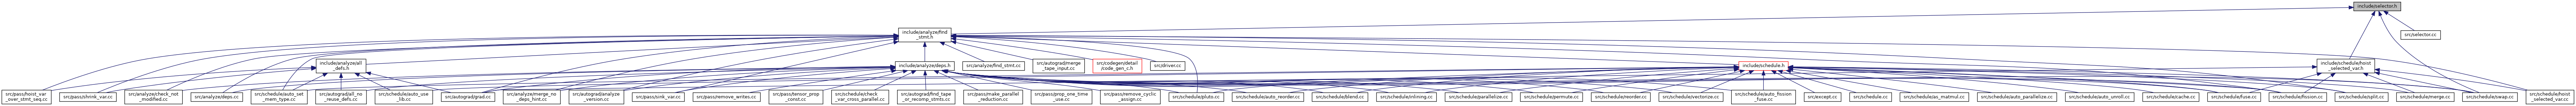 include/selector.h
include/analyze/find
_stmt.h
src/selector.cc
include/analyze/all
_defs.h
include/analyze/deps.h
src/analyze/find_stmt.cc
src/autograd/merge
_tape_input.cc
src/codegen/detail
/code_gen_c.h
src/driver.cc
include/schedule.h
include/schedule/hoist
_selected_var.h
src/pass/hoist_var
_over_stmt_seq.cc
src/pass/shrink_var.cc
src/analyze/check_not
_modified.cc
src/analyze/deps.cc
src/schedule/auto_set
_mem_type.cc
src/autograd/all_no
_reuse_defs.cc
src/schedule/auto_use
_lib.cc
src/autograd/grad.cc
src/analyze/merge_no
_deps_hint.cc
src/autograd/analyze
_version.cc
src/pass/sink_var.cc
src/pass/remove_writes.cc
src/pass/tensor_prop
_const.cc
src/schedule/check
_var_cross_parallel.cc
src/autograd/find_tape
_or_recomp_stmts.cc
src/pass/make_parallel
_reduction.cc
src/pass/prop_one_time
_use.cc
src/pass/remove_cyclic
_assign.cc
src/schedule/pluto.cc
src/schedule/auto_reorder.cc
src/schedule/blend.cc
src/schedule/inlining.cc
src/schedule/parallelize.cc
src/schedule/permute.cc
src/schedule/reorder.cc
src/schedule/vectorize.cc
src/schedule/auto_fission
_fuse.cc
src/except.cc
src/schedule.cc
src/schedule/as_matmul.cc
src/schedule/auto_parallelize.cc
src/schedule/auto_unroll.cc
src/schedule/cache.cc
src/schedule/fuse.cc
src/schedule/fission.cc
src/schedule/split.cc
src/schedule/merge.cc
src/schedule/swap.cc
src/schedule/hoist
_selected_var.cc